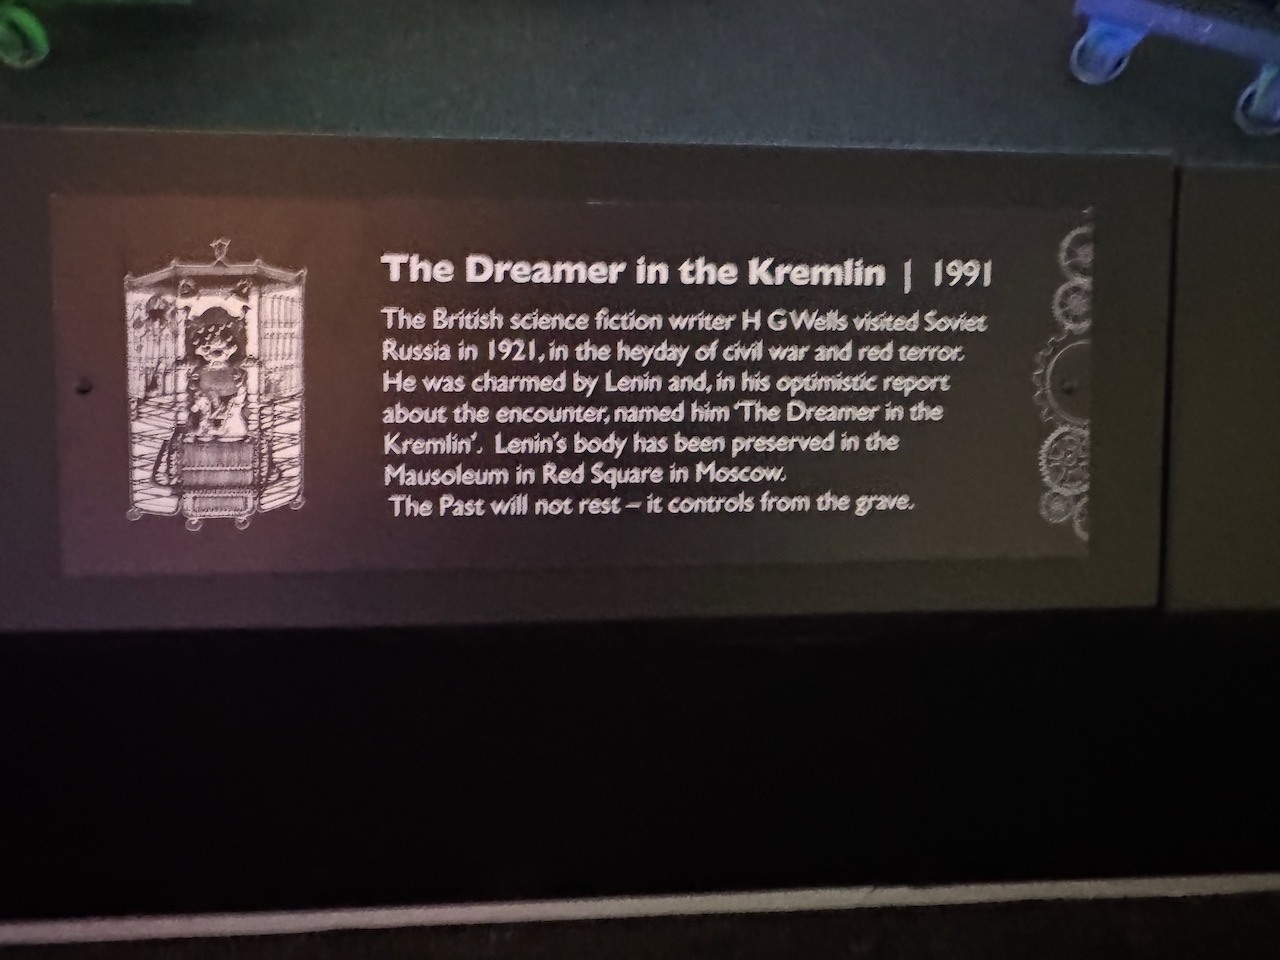 The Dreamer in the Kremlin | 1991
The British science fiction writer H G Wells visited Soviet
Russia in 1921, in the heyday of civil war and red terror.
He was charmed by Lenin and, in his optimistic report
about the encounter, named him 'The Dreamer in the
Kremlin'. Lenin's body has been preserved in the
Mausoleum in Red Square in Moscow.
The Past will not rest – it controls from the grave.